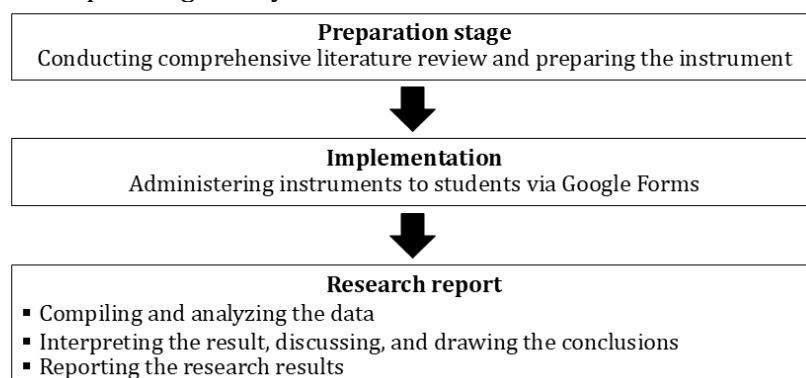 Preparation stage
Conducting comprehensive literature review and preparing the instrument
Implementation
Administering instruments to students via Google Forms
Research report
▪ Compiling and analyzing the data
▪ Interpreting the result, discussing, and drawing the conclusions
▪ Reporting the research results